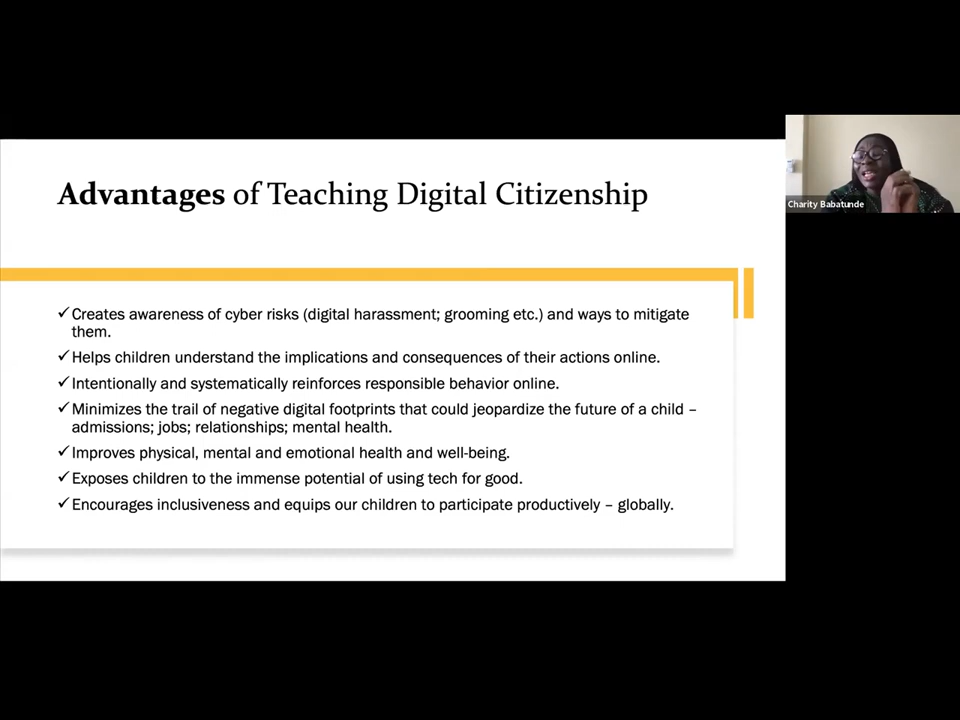 Advantages of Teaching Digital Citizenship
Charity Babatunde
✓Creates awareness of cyber risks (digital harassment; grooming etc.) and ways to mitigate
them.
✓Helps children understand the implications and consequences of their actions online.
✓Intentionally and systematically reinforces responsible behavior online.
✓Minimizes the trail of negative digital footprints that could jeopardize the future of a child –
admissions; jobs; relationships; mental health.
✓Improves physical, mental and emotional health and well-being.
✓Exposes children to the immense potential of using tech for good.
✓Encourages inclusiveness and equips our children to participate productively – globally.